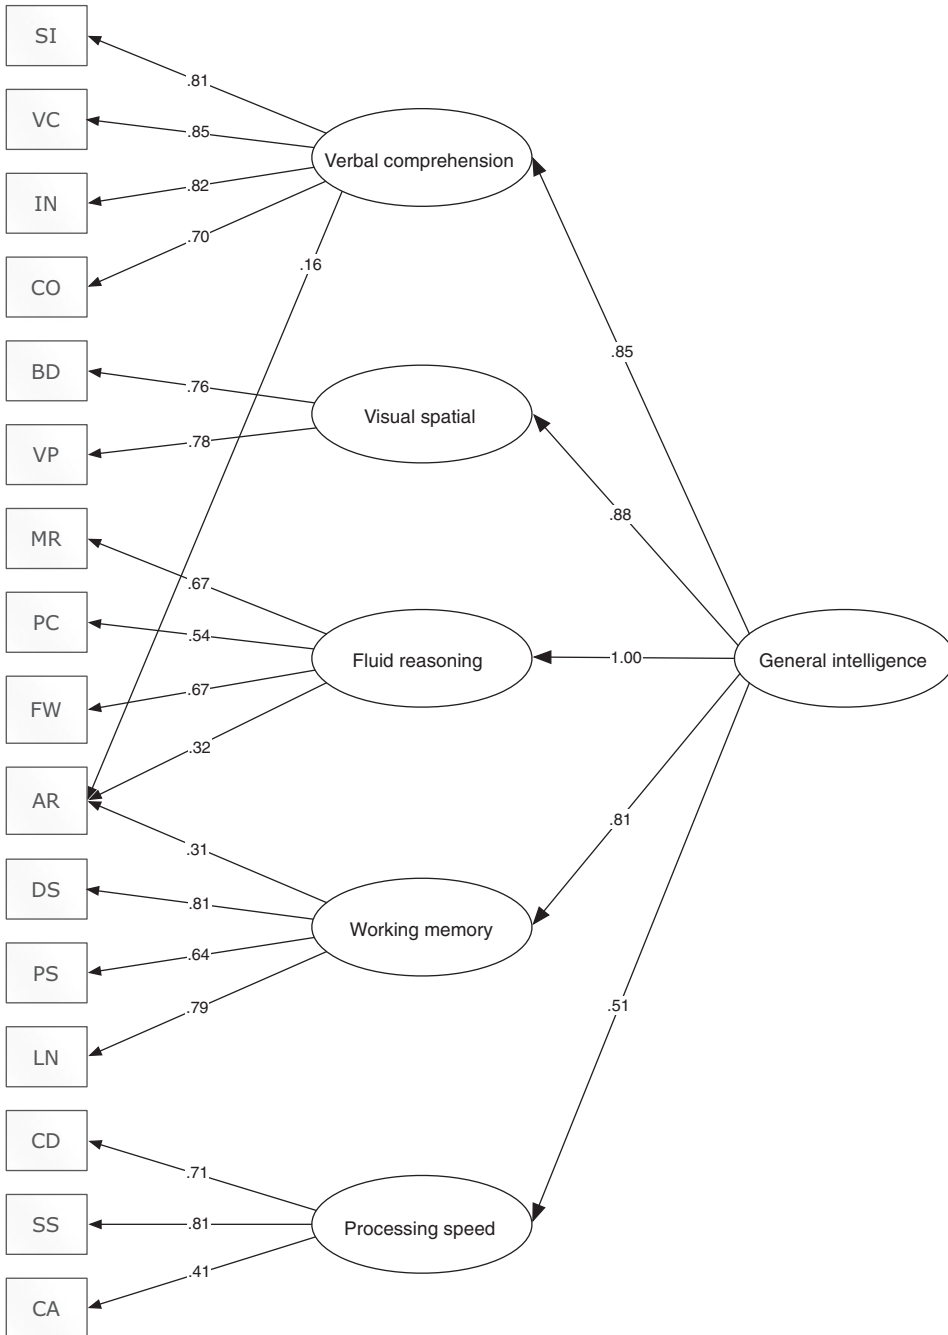 SI
.81
VC
.85
Verbal comprehension
IN
.82
CO
.70
.16
.85
BD
.76
Visual spatial
VP
.78
.88
MR
.67
PC
.54
Fluid reasoning
1.00
General intelligence
FW
.67
.32
AR
.31
.81
DS
.81
Working memory
PS
.64
LN
.79
.51
CD
.71
SS
.81
Processing speed
CA
.41